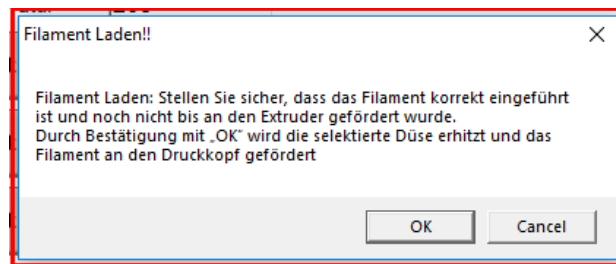 Filament Laden!!
Filament Laden: Stellen Sie sicher, dass das Filament korrekt eingeführt
ist und noch nicht bis an den Extruder gefördert wurde.
Durch Bestätigung mit „OK“ wird die selektierte Düse erhitzt und das
Filament an den Druckkopf gefördert
OK
Cancel